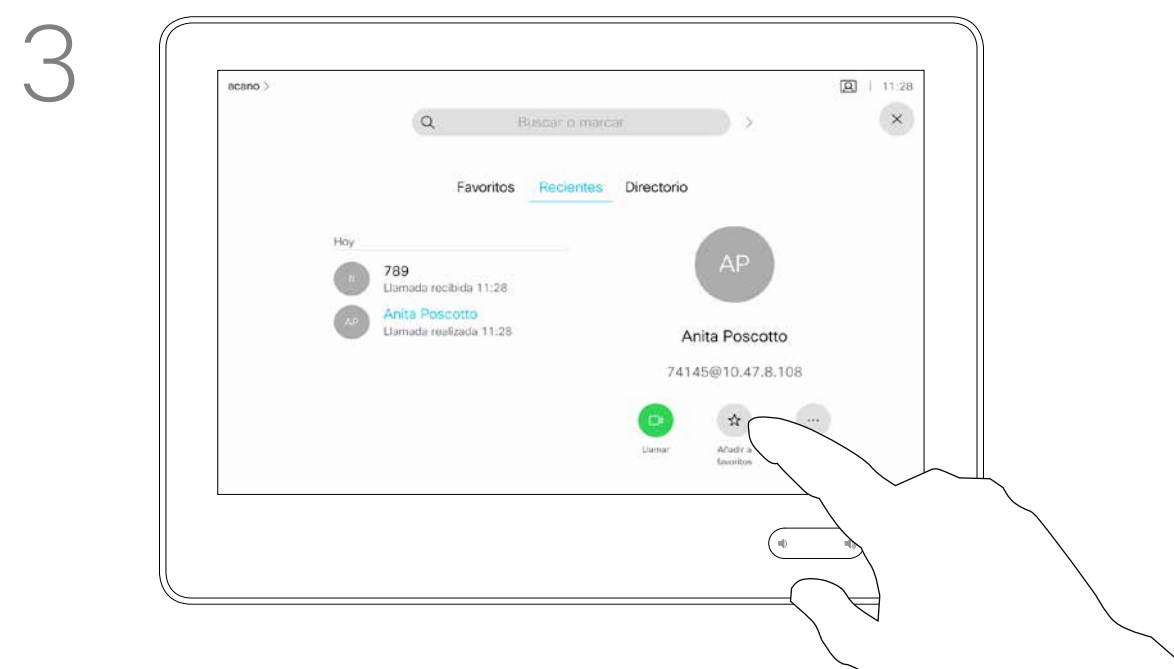 3
acano >
11:28
Buscar o marcar
Favoritos Recientes Directorio
Hoy
N
789
Llamada recibida 11:28
AP
Anita Poscotto
Llamada realizada 11:28
AP
Anita Poscotto
74145@10.47.8.108
Llamar
Añadir a
favoritos